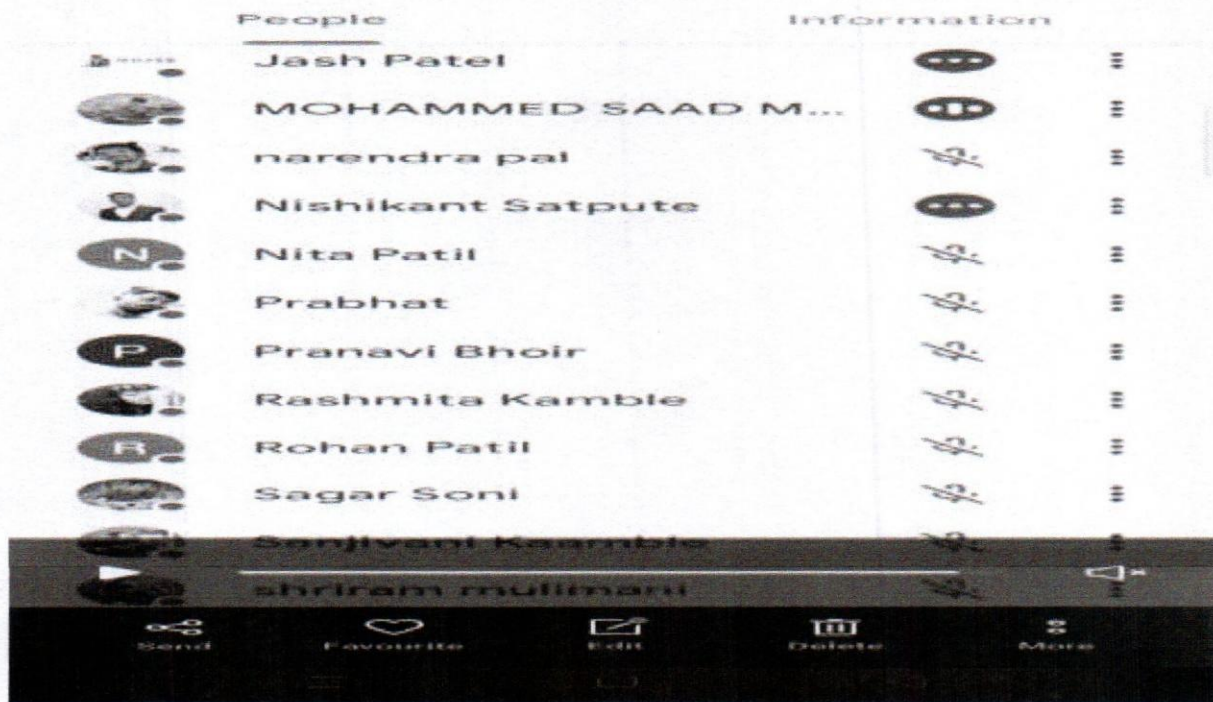 People Information
Jash Patel
MOHAMMED SAAD M...
narendra pal
Nishikant Satpute
N Nita Patil
Prabhat
P Pranavi Bhoir
Rashmita Kamble
R Rohan Patil
Sagar Soni
Sanjivani Kaamble
shriram mulimani
Send Favourite Edit Delete More